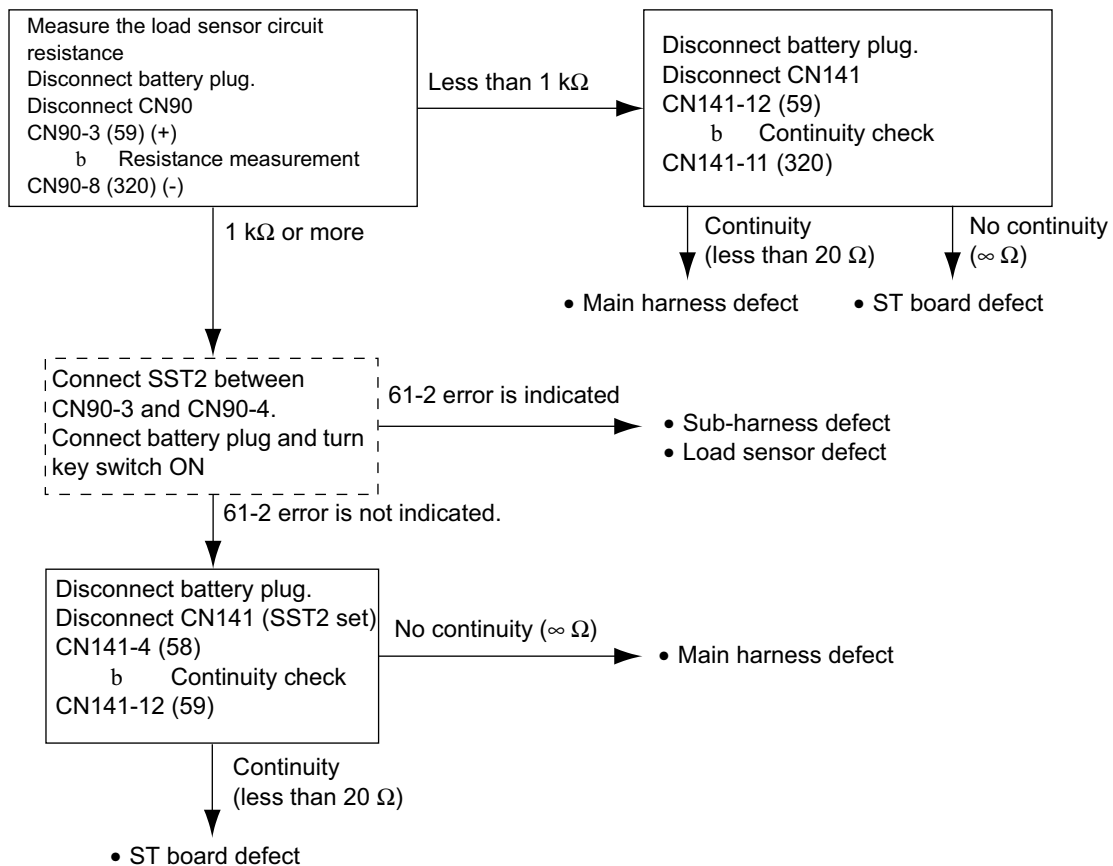 Measure the load sensor circuit
resistance
Disconnect battery plug.
Disconnect CN90
CN90-3 (59) (+)
b Resistance measurement
CN90-8 (320) (-)
Less than 1 kΩ
Disconnect battery plug.
Disconnect CN141
CN141-12 (59)
b Continuity check
CN141-11 (320)
1 kΩ or more
Continuity
(less than 20 Ω)
No continuity
(∞ Ω)
• Main harness defect
• ST board defect
Connect SST2 between
CN90-3 and CN90-4.
Connect battery plug and turn
key switch ON
61-2 error is indicated
• Sub-harness defect
• Load sensor defect
61-2 error is not indicated.
Disconnect battery plug.
Disconnect CN141 (SST2 set)
CN141-4 (58)
b Continuity check
CN141-12 (59)
No continuity (∞ Ω)
• Main harness defect
Continuity
(less than 20 Ω)
• ST board defect